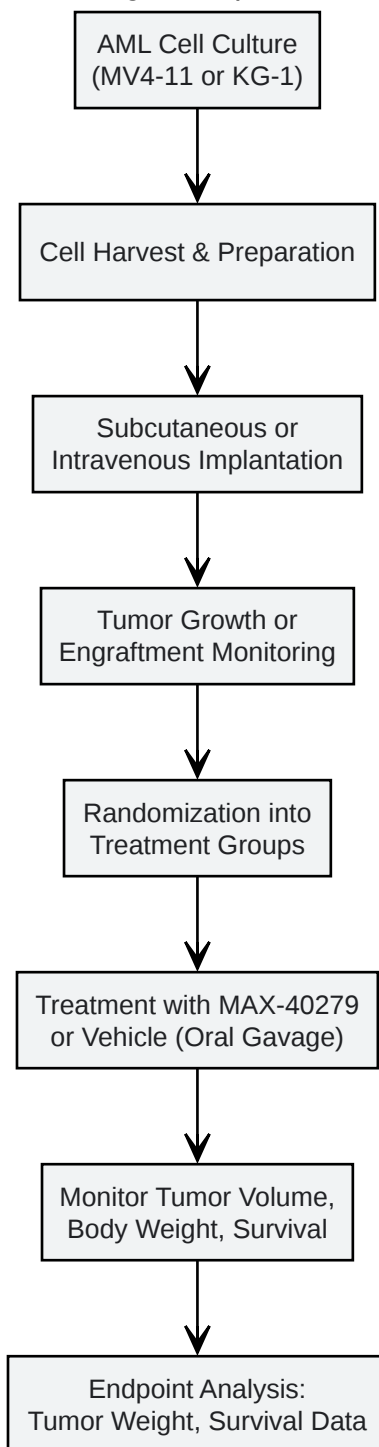 AML Cell Culture
(MV4-11 or KG-1)
Cell Harvest & Preparation
Subcutaneous or
Intravenous Implantation
Tumor Growth or
Engraftment Monitoring
Randomization into
Treatment Groups
Treatment with MAX-40279
or Vehicle (Oral Gavage)
Monitor Tumor Volume,
Body Weight, Survival
Endpoint Analysis:
Tumor Weight, Survival Data